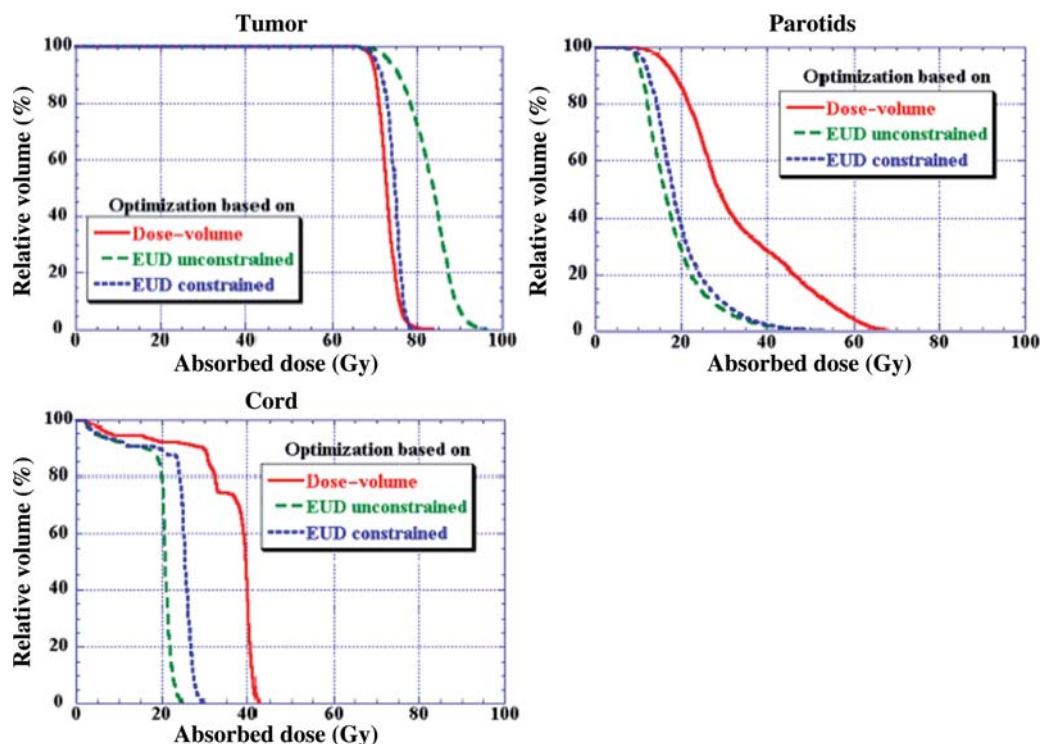 Tumor
Relative volume (%)
100
80
60
40
20
0
Optimization based on
Dose-volume
EUD unconstrained
EUD constrained
0 20 40 60 80 100
Absorbed dose (Gy)
Parotids
Relative volume (%)
100
80
60
40
20
0
Optimization based on
Dose-volume
EUD unconstrained
EUD constrained
0 20 40 60 80 100
Absorbed dose (Gy)
Cord
Relative volume (%)
100
80
60
40
20
0
Optimization based on
Dose-volume
EUD unconstrained
EUD constrained
0 20 40 60 80 100
Absorbed dose (Gy)